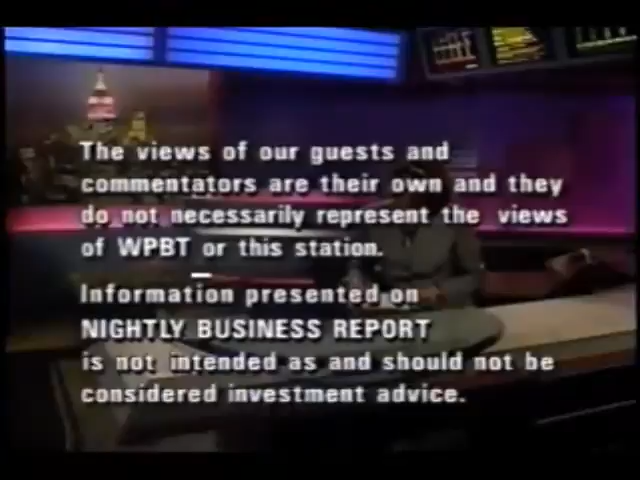 The views of our guests and
commentators are their own and they
do not necessarily represent the views
of WPBT or this station.
Information presented on
NIGHTLY BUSINESS REPORT
is not intended as and should not be
considered investment advice.